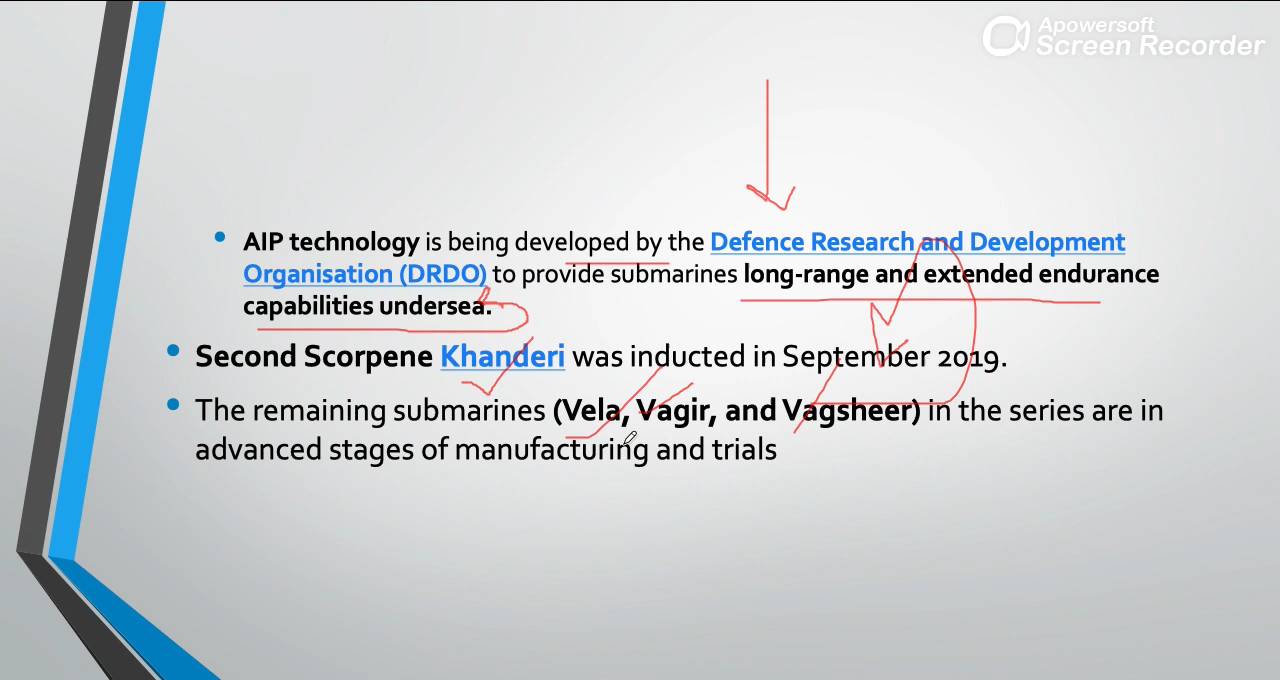 Apowersoft
Screen Recorder
AIP technology is being developed by the Defence Research and Development
Organisation (DRDO) to provide submarines long-range and extended endurance
capabilities undersea.
Second Scorpene Khanderi was inducted in September 2019.
The remaining submarines (Vela, Vagir, and Vagsheer) in the series are in
advanced stages of manufacturing and trials